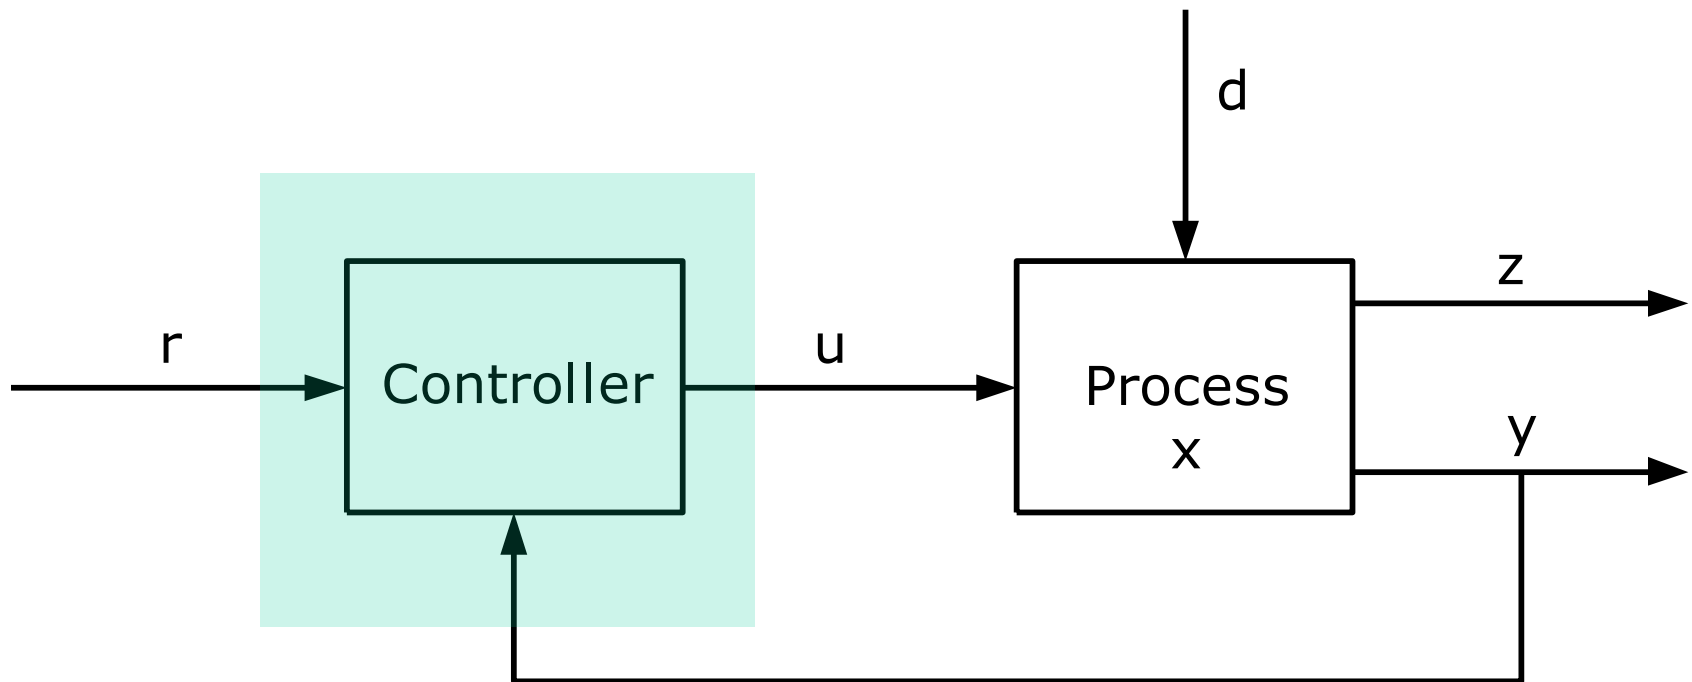 d
z
r
u
Controller
Process
x
y